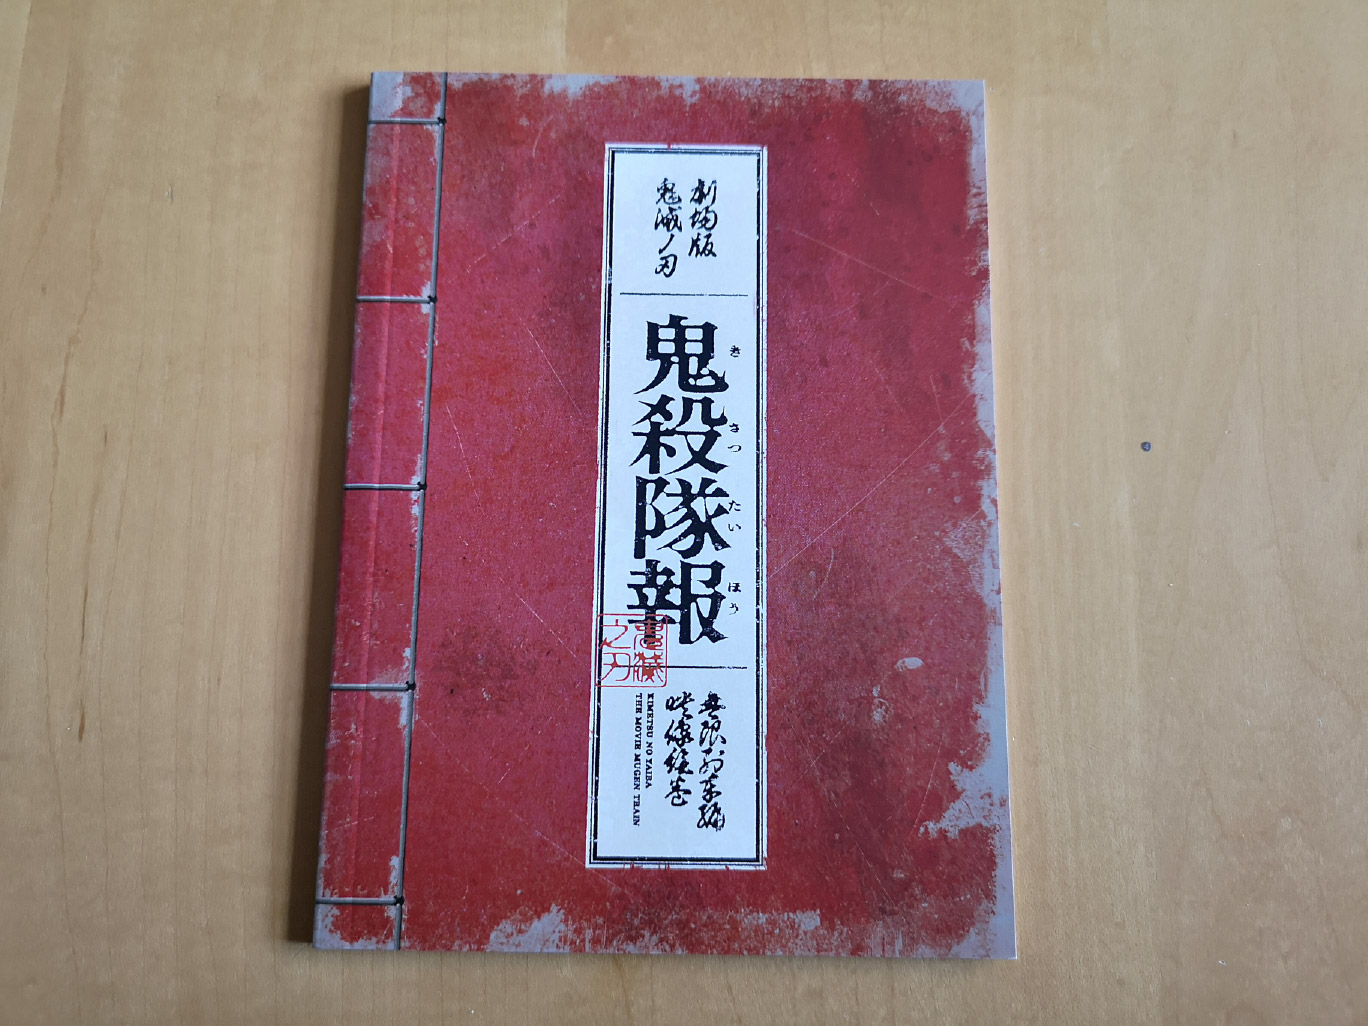 劇場版
鬼滅ノ刃
鬼殺隊報
きさつたいほう
無限列車編
映像絵巻
KIMETSU NO YAIBA
THE MOVIE MUGEN TRAIN
鬼滅
之刃